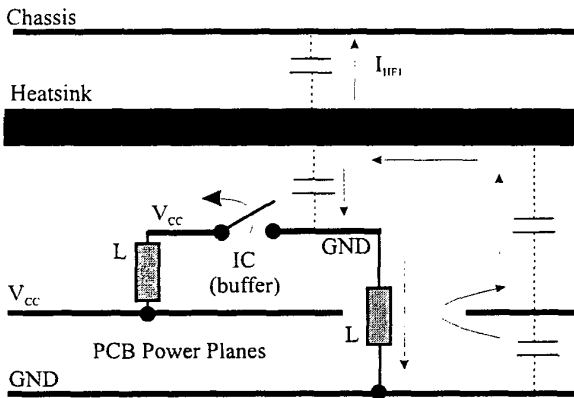 Chassis
I_HF1
Heatsink
V_CC
GND
L
IC
(buffer)
V_CC
L
PCB Power Planes
GND